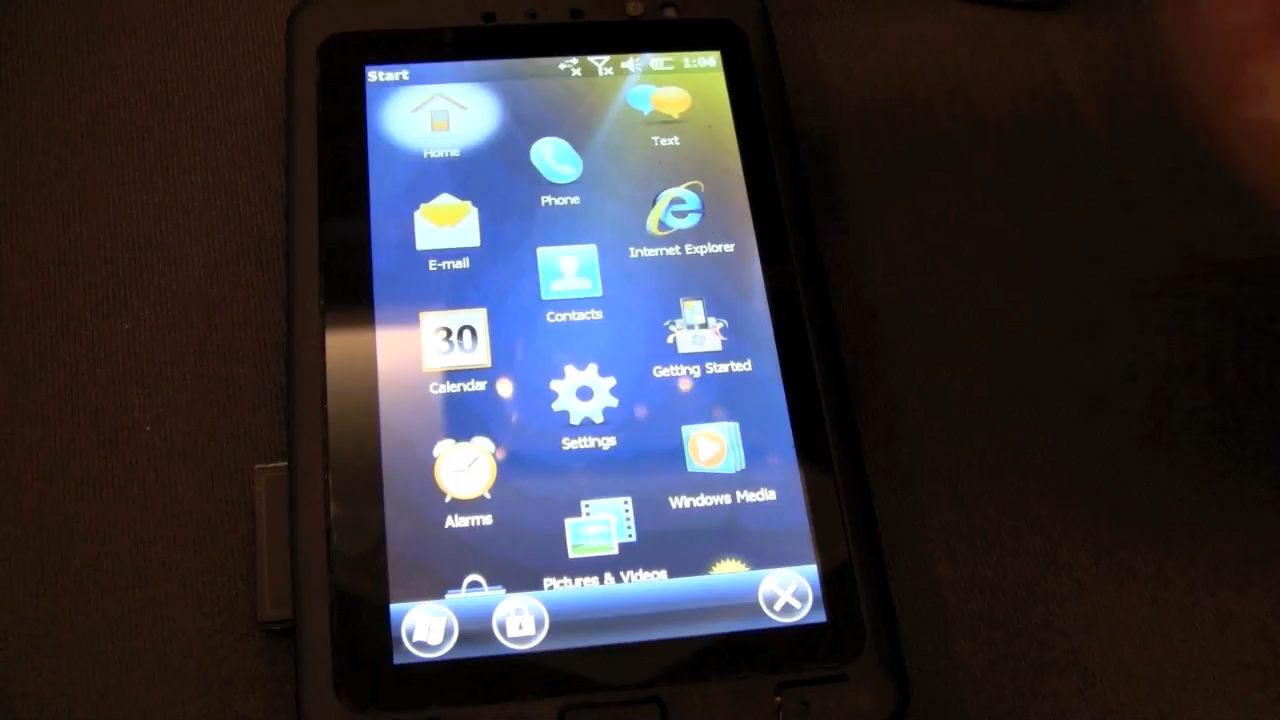 Start
1:06
Home
Text
Phone
E-mail
Internet Explorer
Contacts
30
Calendar
Getting Started
Settings
Alarms
Windows Media
Pictures & Videos